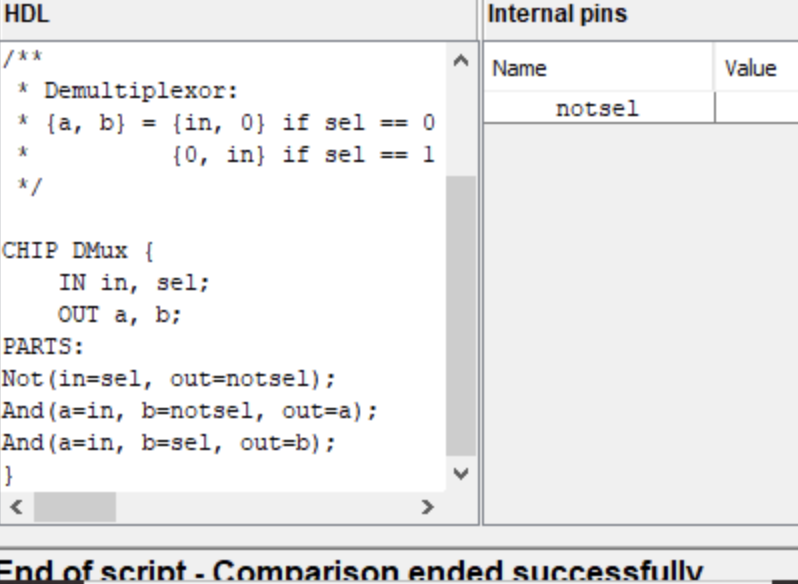 HDL
/**
 * Demultiplexor:
 * {a, b} = {in, 0} if sel == 0
 *          {0, in} if sel == 1
 */
CHIP DMux {
    IN in, sel;
    OUT a, b;
PARTS:
Not(in=sel, out=notsel);
And(a=in, b=notsel, out=a);
And(a=in, b=sel, out=b);
}
Internal pins
Name Value
notsel
End of script - Comparison ended successfully